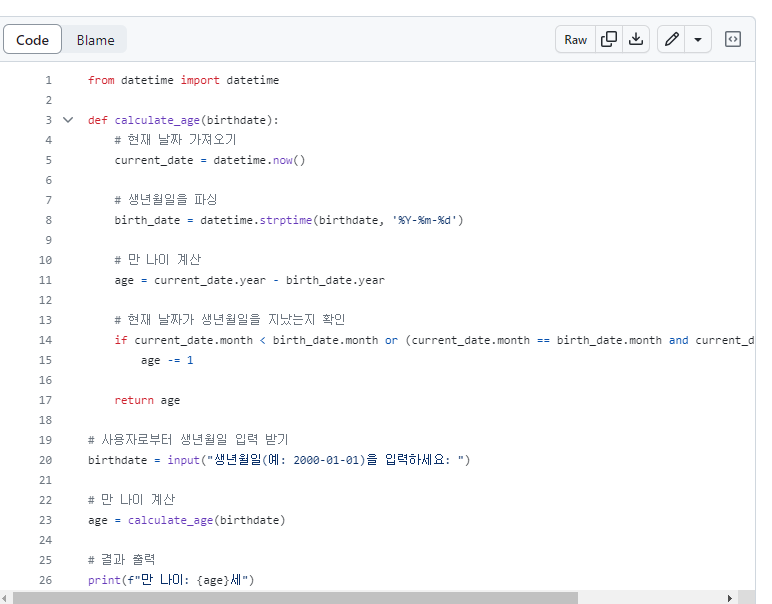 Code Blame Raw
1 from datetime import datetime
2
3 def calculate_age(birthdate):
4 # 현재 날짜 가져오기
5 current_date = datetime.now()
6
7 # 생년월일을 파싱
8 birth_date = datetime.strptime(birthdate, '%Y-%m-%d')
9
10 # 만 나이 계산
11 age = current_date.year - birth_date.year
12
13 # 현재 날짜가 생년월일을 지났는지 확인
14 if current_date.month < birth_date.month or (current_date.month == birth_date.month and current_d
15 age -= 1
16
17 return age
18
19 # 사용자로부터 생년월일 입력 받기
20 birthdate = input("생년월일(예: 2000-01-01)을 입력하세요: ")
21
22 # 만 나이 계산
23 age = calculate_age(birthdate)
24
25 # 결과 출력
26 print(f"만 나이: {age}세")